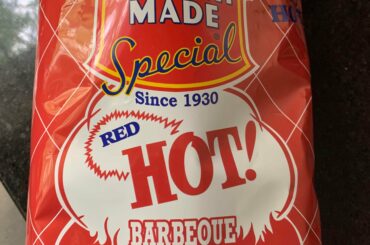 MADE
Special
Since 1930
RED
HOT!
BARBEQUE